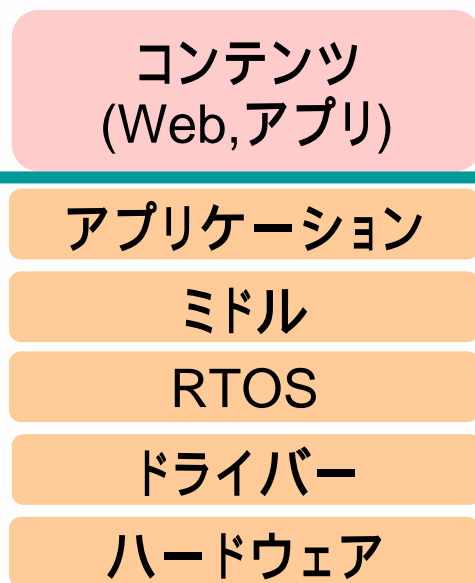 コンテンツ
(Web,アプリ)
アプリケーション
ミドル
RTOS
ドライバー
ハードウェア